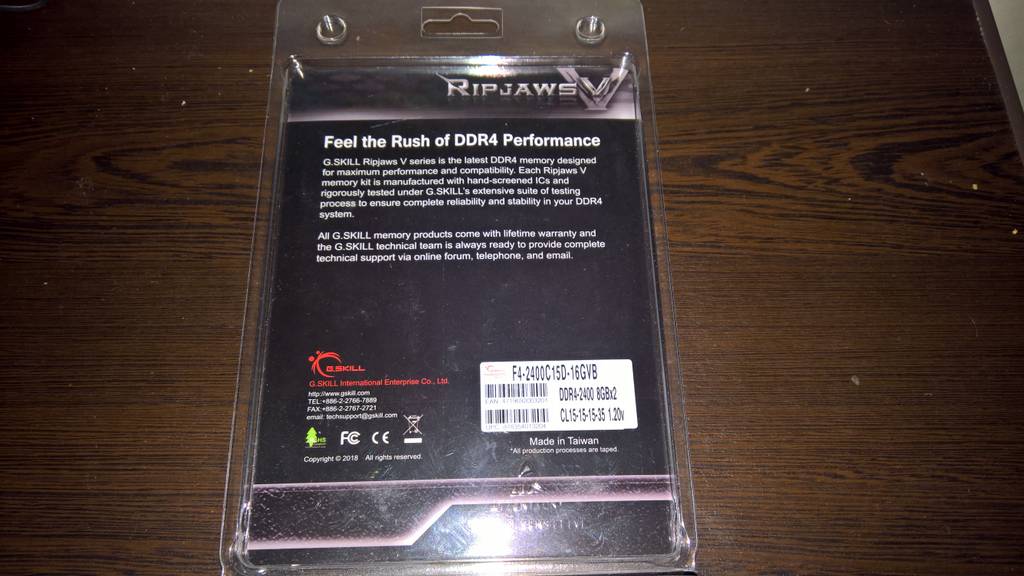 RIPJAWS V
Feel the Rush of DDR4 Performance
G.SKILL Ripjaws V series is the latest DDR4 memory designed
for maximum performance and compatibility. Each Ripjaws V
memory kit is manufactured with hand-screened ICs and
rigorously tested under G.SKILL's extensive suite of testing
process to ensure complete reliability and stability in your DDR4
system.
All G.SKILL memory products come with lifetime warranty and
the G.SKILL technical team is always ready to provide complete
technical support via online forum, telephone, and email.
G.SKILL
G.SKILL International Enterprise Co., Ltd.
http://www.gskill.com
TEL:+886-2-2766-7889
FAX:+886-2-2767-2721
email: techsupport@gskill.com
FC CE
Copyright © 2018 All rights reserved.
F4-2400C15D-16GVB
DDR4-2400 8GBx2
CL15-15-15-35 1.20v
Made in Taiwan
*All production processes are taped.